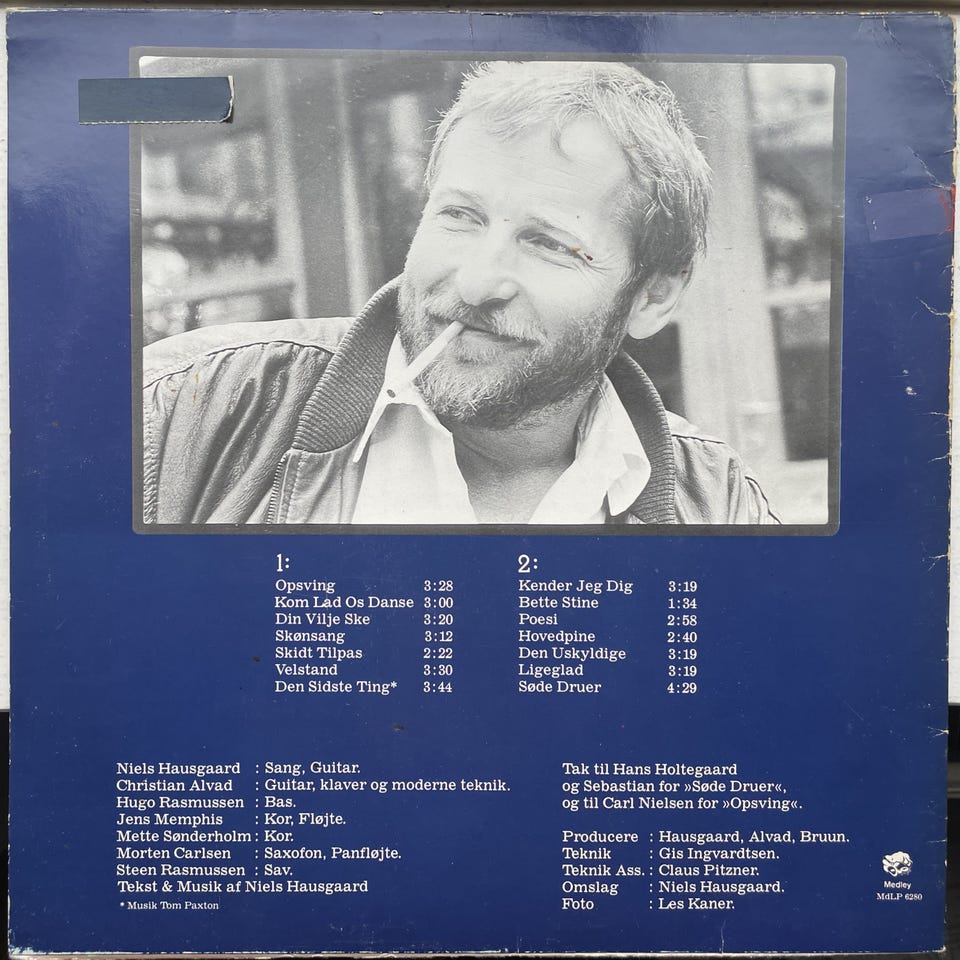 1:
Opsving 3:28
Kom Lad Os Danse 3:00
Din Vilje Ske 3:20
Skønsang 3:12
Skidt Tilpas 2:22
Velstand 3:30
Den Sidste Ting* 3:44
2:
Kender Jeg Dig 3:19
Bette Stine 1:34
Poesi 2:58
Hovedpine 2:40
Den Uskyldige 3:19
Ligeglad 3:19
Søde Druer 4:29
Niels Hausgaard : Sang, Guitar.
Christian Alvad : Guitar, klaver og moderne teknik.
Hugo Rasmussen : Bas.
Jens Memphis : Kor, Fløjte.
Mette Sønderholm : Kor.
Morten Carlsen : Saxofon, Panfløjte.
Steen Rasmussen : Sav.
Tekst & Musik af Niels Hausgaard
* Musik Tom Paxton
Tak til Hans Holtegaard
og Sebastian for »Søde Druer«,
og til Carl Nielsen for »Opsving«.
Producere : Hausgaard, Alvad, Bruun.
Teknik : Gis Ingvardtsen.
Teknik Ass. : Claus Pitzner.
Omslag : Niels Hausgaard.
Foto : Les Kaner.
Medley
MdLP 6280